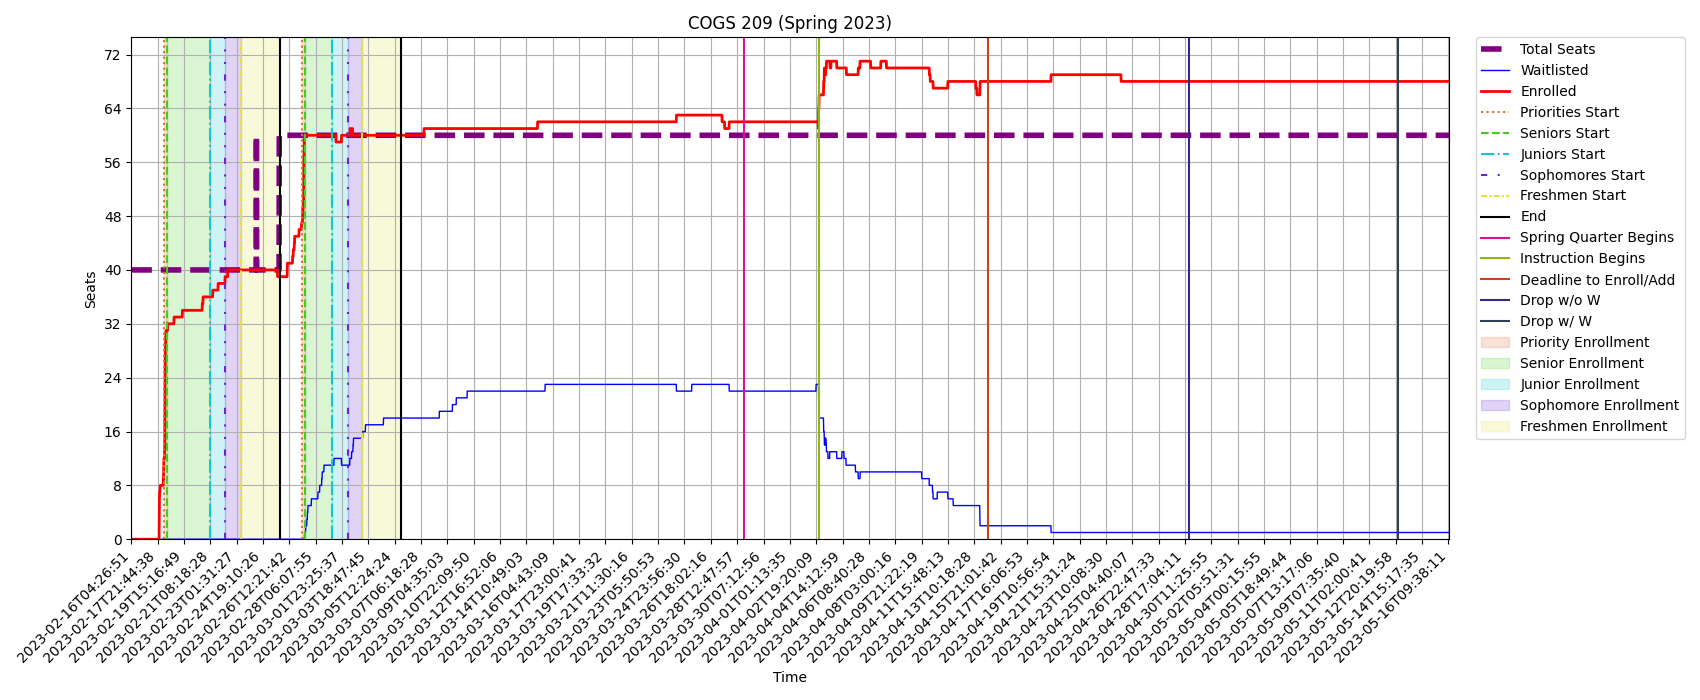 COGS 209 (Spring 2023)
Seats
72
64
56
48
40
32
24
16
8
0
2023-02-16T04:26:51
2023-02-17T21:44:38
2023-02-19T15:16:49
2023-02-21T08:18:28
2023-02-23T01:31:27
2023-02-24T19:10:26
2023-02-26T12:21:42
2023-02-28T06:07:55
2023-03-01T23:25:37
2023-03-03T18:47:45
2023-03-05T12:24:24
2023-03-07T06:18:28
2023-03-09T04:35:03
2023-03-10T22:09:50
2023-03-12T16:52:06
2023-03-14T10:49:03
2023-03-16T04:43:09
2023-03-17T23:00:41
2023-03-19T17:33:32
2023-03-21T11:30:16
2023-03-23T05:50:53
2023-03-24T23:56:30
2023-03-26T18:02:16
2023-03-28T12:47:57
2023-03-30T07:12:56
2023-04-01T01:13:35
2023-04-02T19:20:09
2023-04-04T14:12:59
2023-04-06T08:40:28
2023-04-08T03:00:16
2023-04-09T21:22:19
2023-04-11T15:48:13
2023-04-13T10:18:28
2023-04-15T21:01:42
2023-04-17T16:06:53
2023-04-19T10:56:54
2023-04-21T15:31:24
2023-04-23T10:08:30
2023-04-25T04:40:07
2023-04-26T22:47:33
2023-04-28T17:04:11
2023-04-30T11:25:55
2023-05-02T05:51:31
2023-05-04T00:15:55
2023-05-05T18:49:44
2023-05-07T13:17:06
2023-05-09T07:35:40
2023-05-11T02:00:41
2023-05-12T20:19:58
2023-05-14T15:17:35
2023-05-16T09:38:11
Time
Total Seats
Waitlisted
Enrolled
Priorities Start
Seniors Start
Juniors Start
Sophomores Start
Freshmen Start
End
Spring Quarter Begins
Instruction Begins
Deadline to Enroll/Add
Drop w/o W
Drop w/ W
Priority Enrollment
Senior Enrollment
Junior Enrollment
Sophomore Enrollment
Freshmen Enrollment